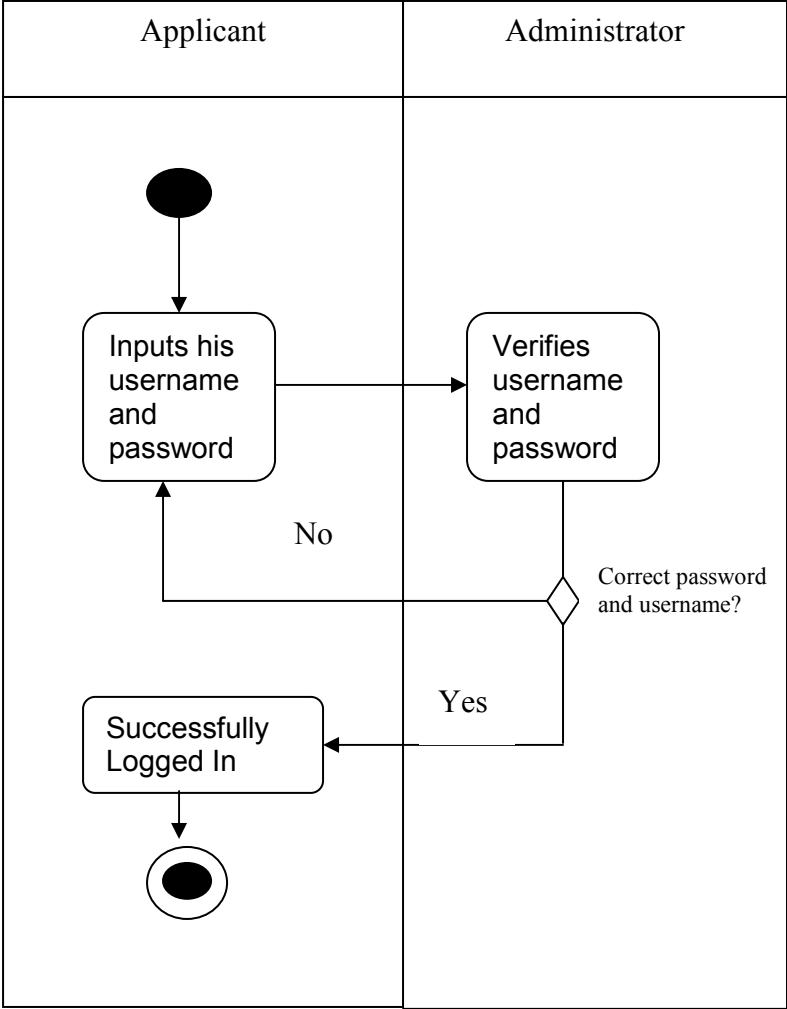 Applicant
Administrator
Inputs his
username
and
password
Verifies
username
and
password
No
Correct password
and username?
Yes
Successfully
Logged In